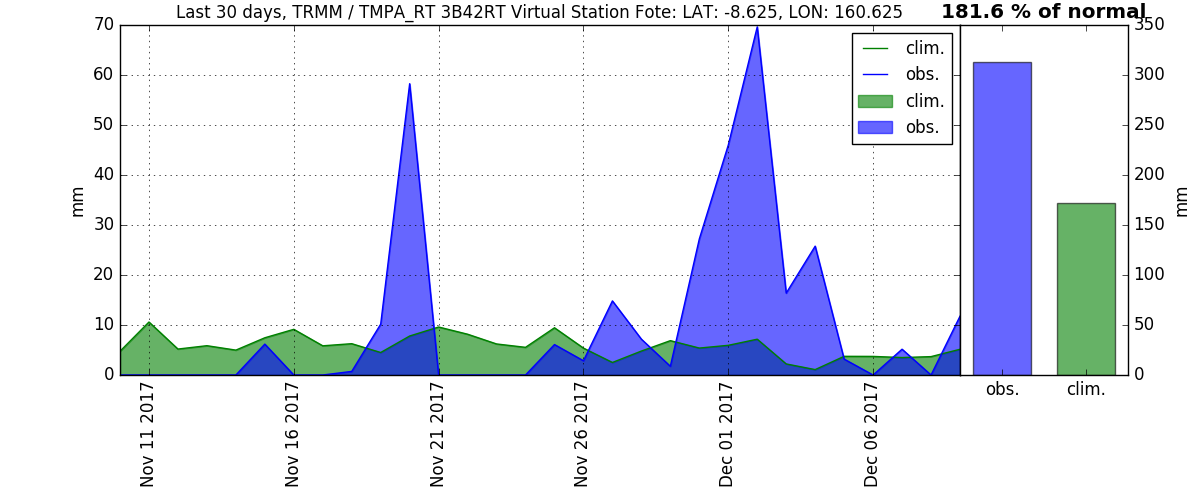 Last 30 days, TRMM / TMPA_RT 3B42RT Virtual Station Fote: LAT: -8.625, LON: 160.625
181.6 % of normal
70
60
50
40
30
20
10
0
mm
clim.
obs.
clim.
obs.
350
300
250
200
150
100
50
0
mm
Nov 11 2017
Nov 16 2017
Nov 21 2017
Nov 26 2017
Dec 01 2017
Dec 06 2017
obs.
clim.